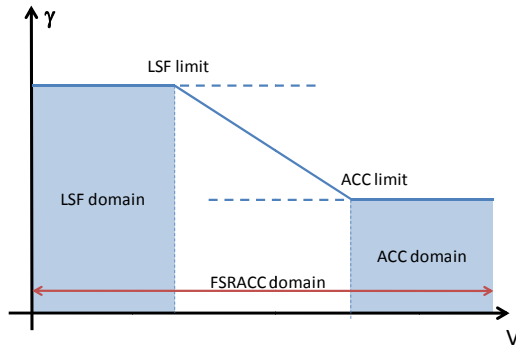 γ
LSF limit
ACC limit
LSF domain
ACC domain
FSRACC domain
V